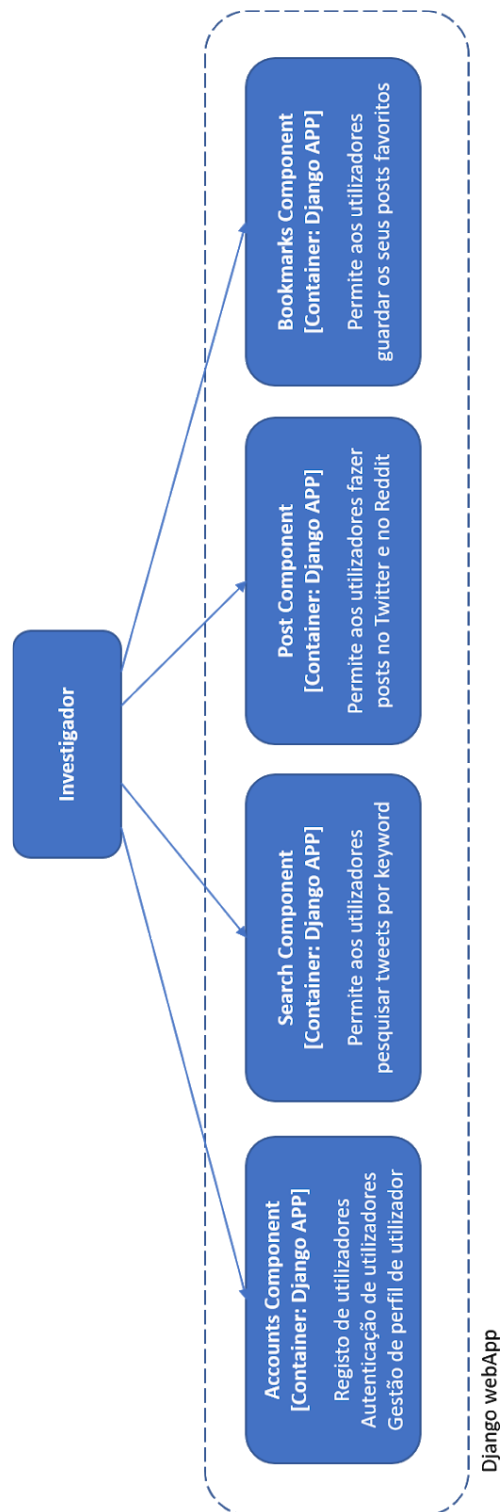 Investigador
Accounts Component
[Container: Django APP]
Registo de utilizadores
Autenticação de utilizadores
Gestão de perfil de utilizador
Search Component
[Container: Django APP]
Permite aos utilizadores
pesquisar tweets por keyword
Post Component
[Container: Django APP]
Permite aos utilizadores fazer
posts no Twitter e no Reddit
Bookmarks Component
[Container: Django APP]
Permite aos utilizadores
guardar os seus posts favoritos
Django webApp